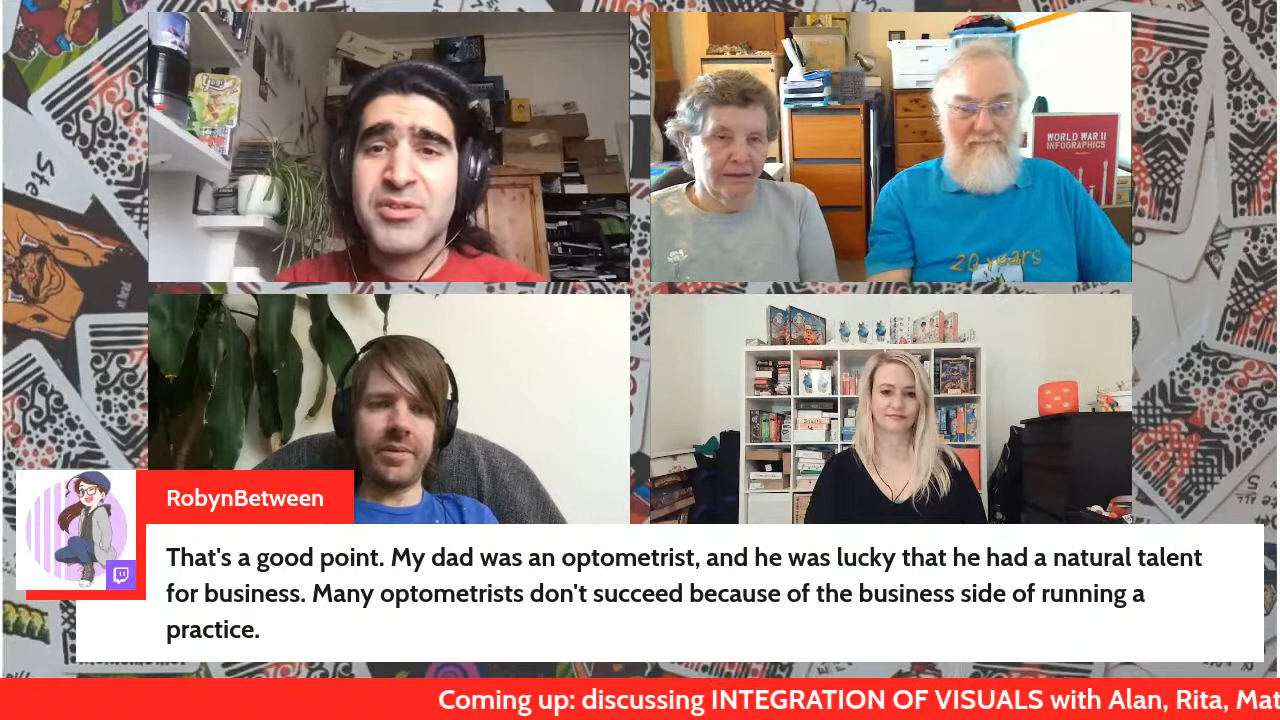 WORLD WAR II
INFOGRAPHICS
20 years
RobynBetween
That's a good point. My dad was an optometrist, and he was lucky that he had a natural talent
for business. Many optometrists don't succeed because of the business side of running a
practice.
Coming up: discussing INTEGRATION OF VISUALS with Alan, Rita, Mat